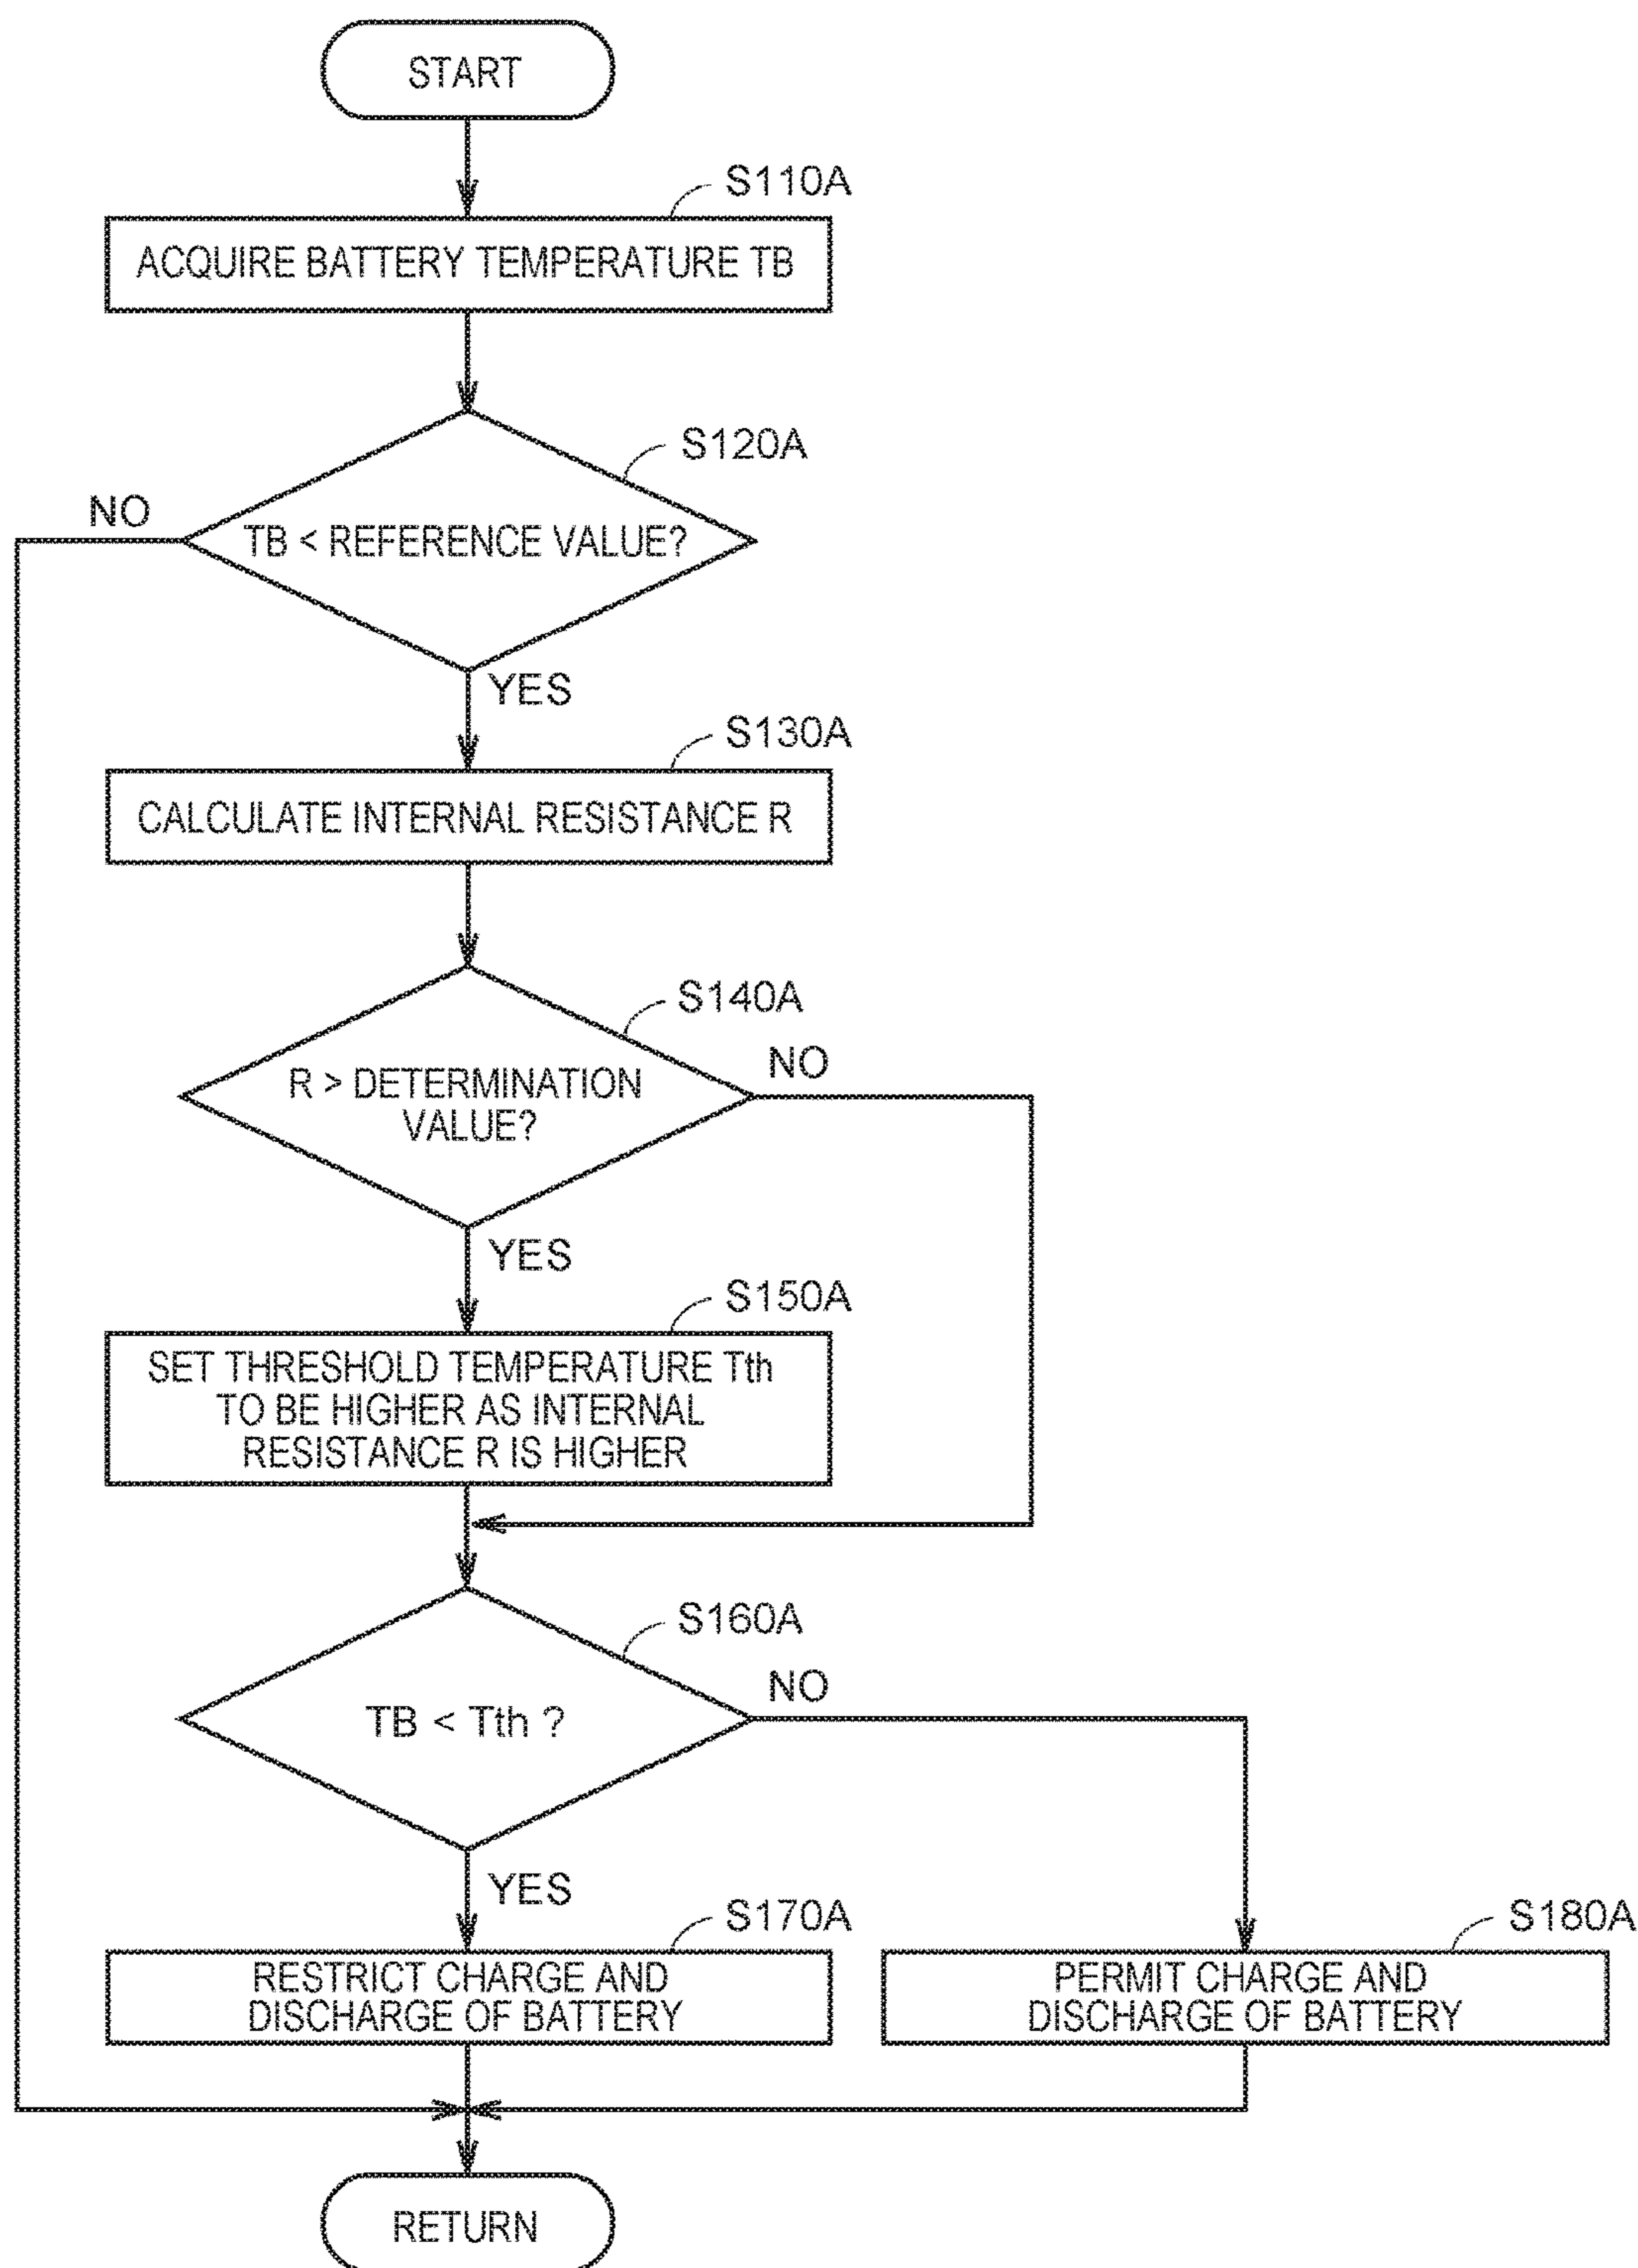 START
S110A
ACQUIRE BATTERY TEMPERATURE TB
S120A
NO
TB < REFERENCE VALUE?
YES
S130A
CALCULATE INTERNAL RESISTANCE R
S140A
NO
R > DETERMINATION
VALUE?
YES
S150A
SET THRESHOLD TEMPERATURE Tth
TO BE HIGHER AS INTERNAL
RESISTANCE R IS HIGHER
S160A
NO
TB < Tth ?
YES
S170A
S180A
RESTRICT CHARGE AND
DISCHARGE OF BATTERY
PERMIT CHARGE AND
DISCHARGE OF BATTERY
RETURN